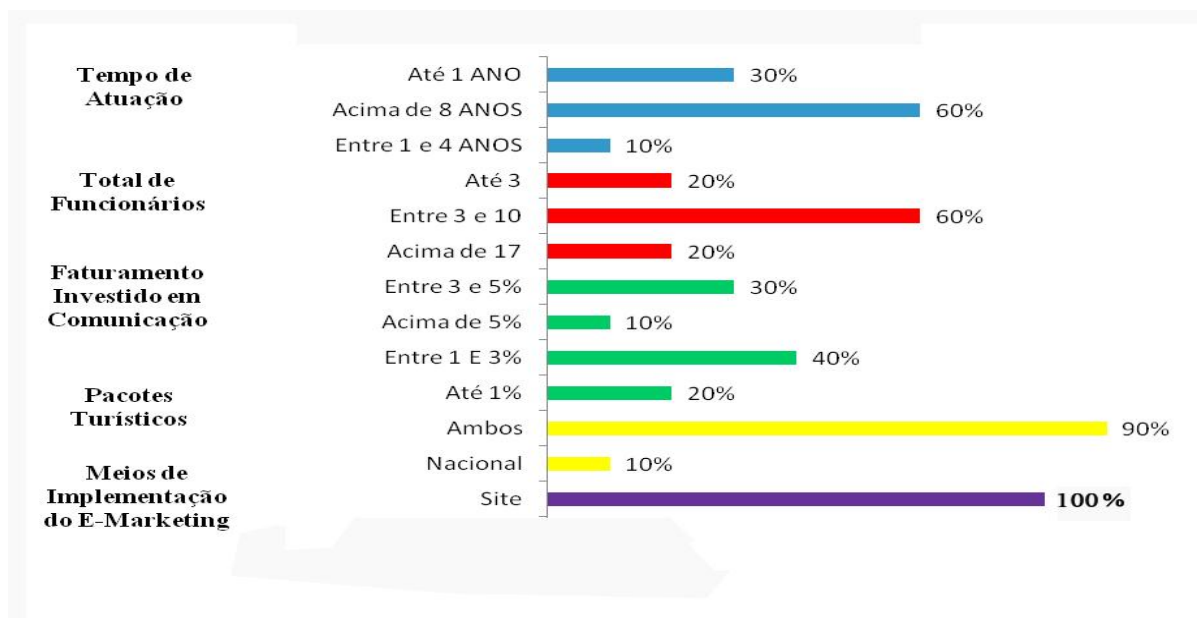 Tempo de
Atuação
Até 1 ANO
30%
Acima de 8 ANOS
60%
Entre 1 e 4 ANOS
10%
Total de
Funcionários
Até 3
20%
Entre 3 e 10
60%
Acima de 17
20%
Faturamento
Investido em
Comunicação
Entre 3 e 5%
30%
Acima de 5%
10%
Entre 1 E 3%
40%
Até 1%
20%
Pacotes
Turísticos
Ambos
90%
Nacional
10%
Meios de
Implementação
do E-Marketing
Site
100%